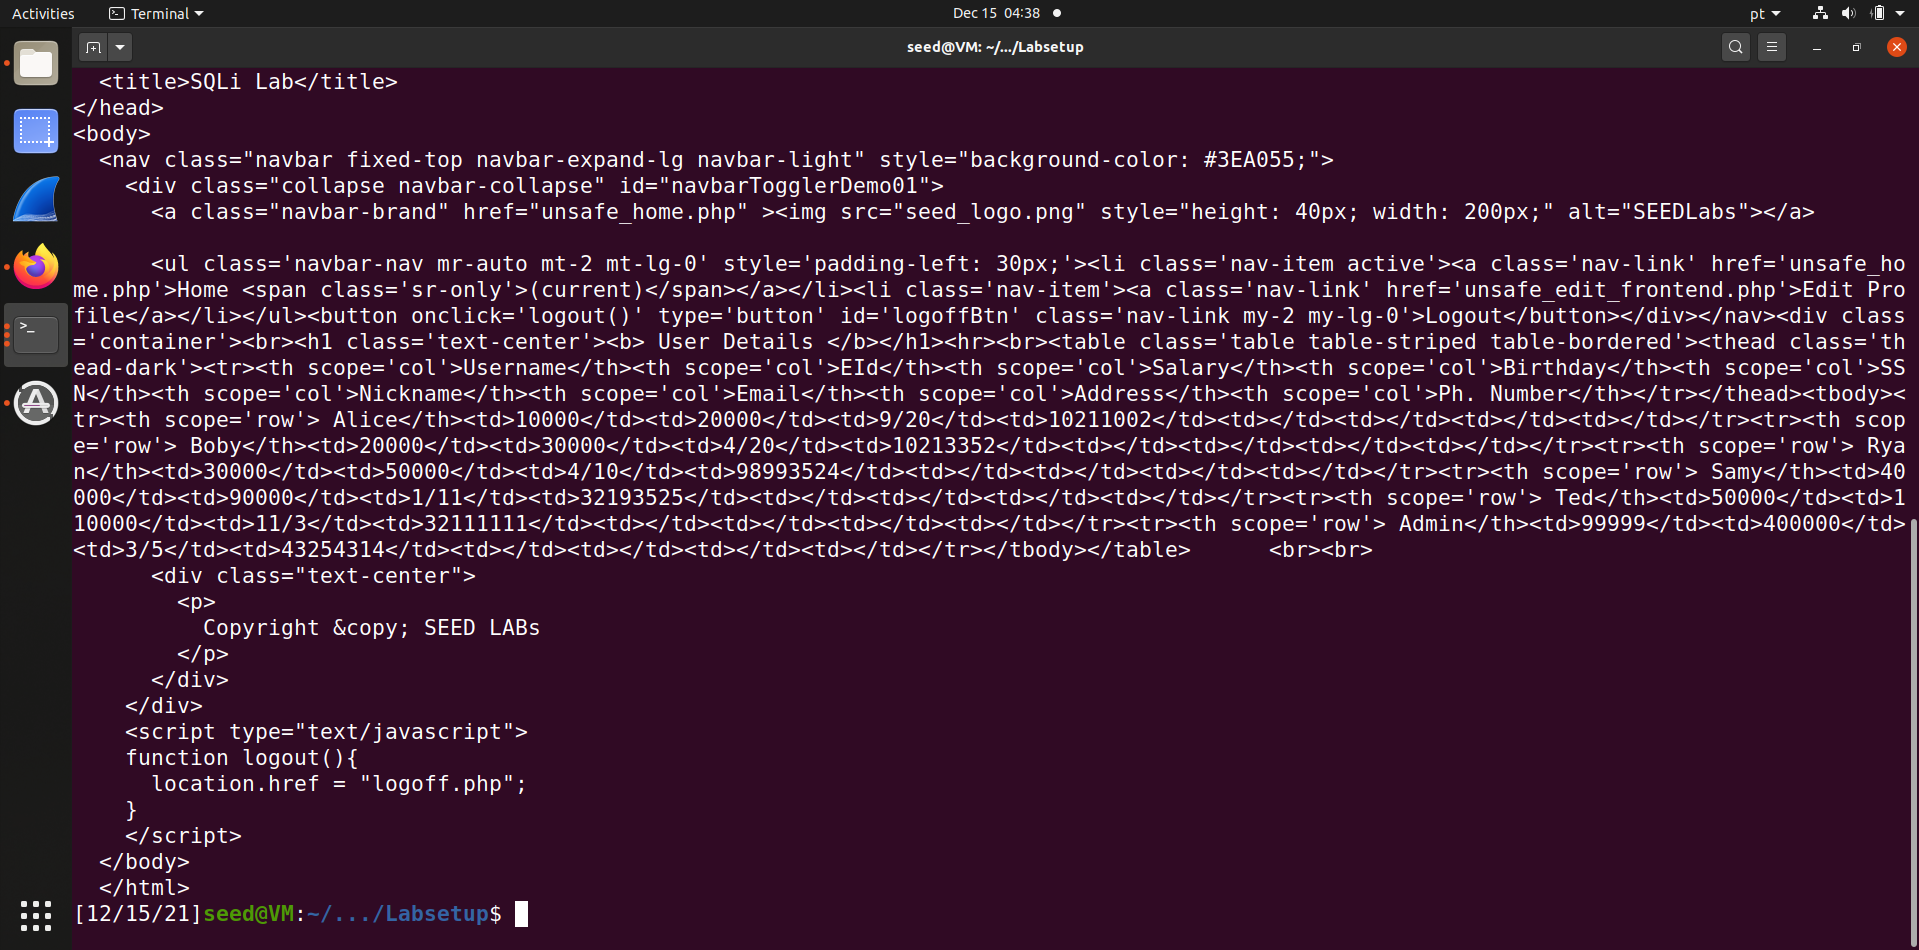 Activities Terminal Dec 15 04:38 pt
seed@VM: ~/.../Labsetup
  <title>SQLi Lab</title>
</head>
<body>
  <nav class="navbar fixed-top navbar-expand-lg navbar-light" style="background-color: #3EA055;">
    <div class="collapse navbar-collapse" id="navbarTogglerDemo01">
      <a class="navbar-brand" href="unsafe_home.php" ><img src="seed_logo.png" style="height: 40px; width: 200px;" alt="SEEDLabs"></a>

      <ul class='navbar-nav mr-auto mt-2 mt-lg-0' style='padding-left: 30px;'><li class='nav-item active'><a class='nav-link' href='unsafe_ho
me.php'>Home <span class='sr-only'>(current)</span></a></li><li class='nav-item'><a class='nav-link' href='unsafe_edit_frontend.php'>Edit Pro
file</a></li></ul><button onclick='logout()' type='button' id='logoffBtn' class='nav-link my-2 my-lg-0'>Logout</button></div></nav><div class
='container'><br><h1 class='text-center'><b> User Details </b></h1><hr><br><table class='table table-striped table-bordered'><thead class='th
ead-dark'><tr><th scope='col'>Username</th><th scope='col'>EId</th><th scope='col'>Salary</th><th scope='col'>Birthday</th><th scope='col'>SS
N</th><th scope='col'>Nickname</th><th scope='col'>Email</th><th scope='col'>Address</th><th scope='col'>Ph. Number</th></tr></thead><tbody><
tr><th scope='row'> Alice</th><td>10000</td><td>20000</td><td>9/20</td><td>10211002</td><td></td><td></td><td></td><td></td></tr><tr><th scop
e='row'> Boby</th><td>20000</td><td>30000</td><td>4/20</td><td>10213352</td><td></td><td></td><td></td><td></td></tr><tr><th scope='row'> Rya
n</th><td>30000</td><td>50000</td><td>4/10</td><td>98993524</td><td></td><td></td><td></td><td></td></tr><tr><th scope='row'> Samy</th><td>40
000</td><td>90000</td><td>1/11</td><td>32193525</td><td></td><td></td><td></td><td></td></tr><tr><th scope='row'> Ted</th><td>50000</td><td>1
10000</td><td>11/3</td><td>32111111</td><td></td><td></td><td></td><td></td></tr><tr><th scope='row'> Admin</th><td>99999</td><td>400000</td>
<td>3/5</td><td>43254314</td><td></td><td></td><td></td><td></td></tr></tbody></table>      <br><br>
      <div class="text-center">
        <p>
          Copyright &copy; SEED LABs
        </p>
      </div>
    </div>
    <script type="text/javascript">
    function logout(){
      location.href = "logoff.php";
    }
    </script>
  </body>
  </html>
[12/15/21]seed@VM:~/.../Labsetup$